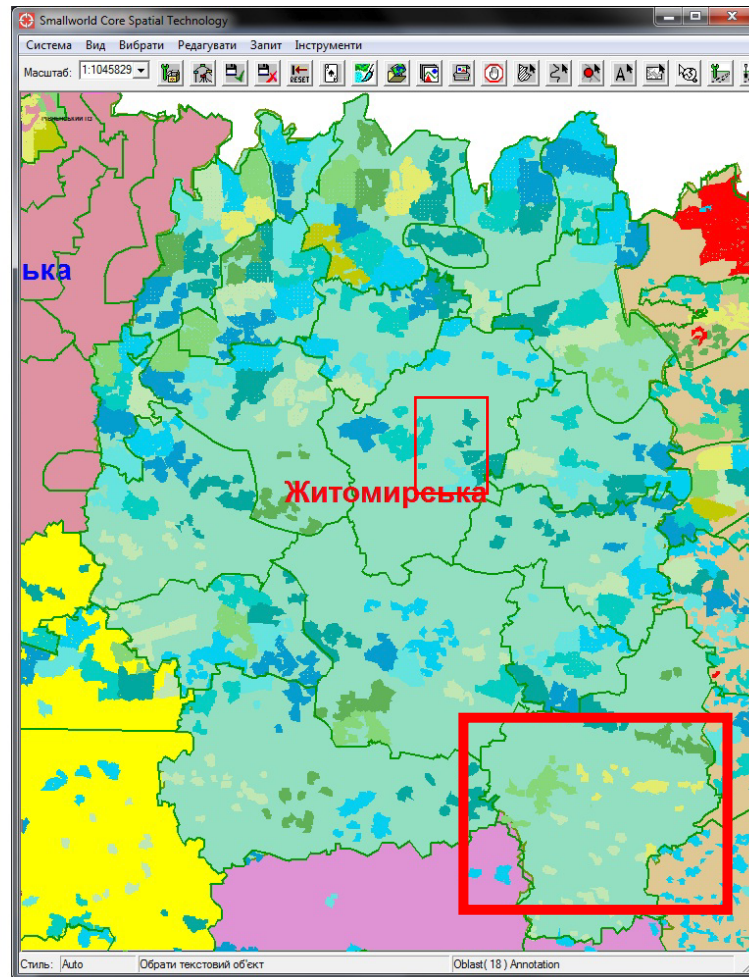 Smallworld Core Spatial Technology
Система Вид Вибрати Редагувати Запит Інструменти
Масштаб: 1:1045829
RESET
ька
Житомирська
Стиль: Auto Обрати текстовий об'єкт Oblast( 18 ) Annotation